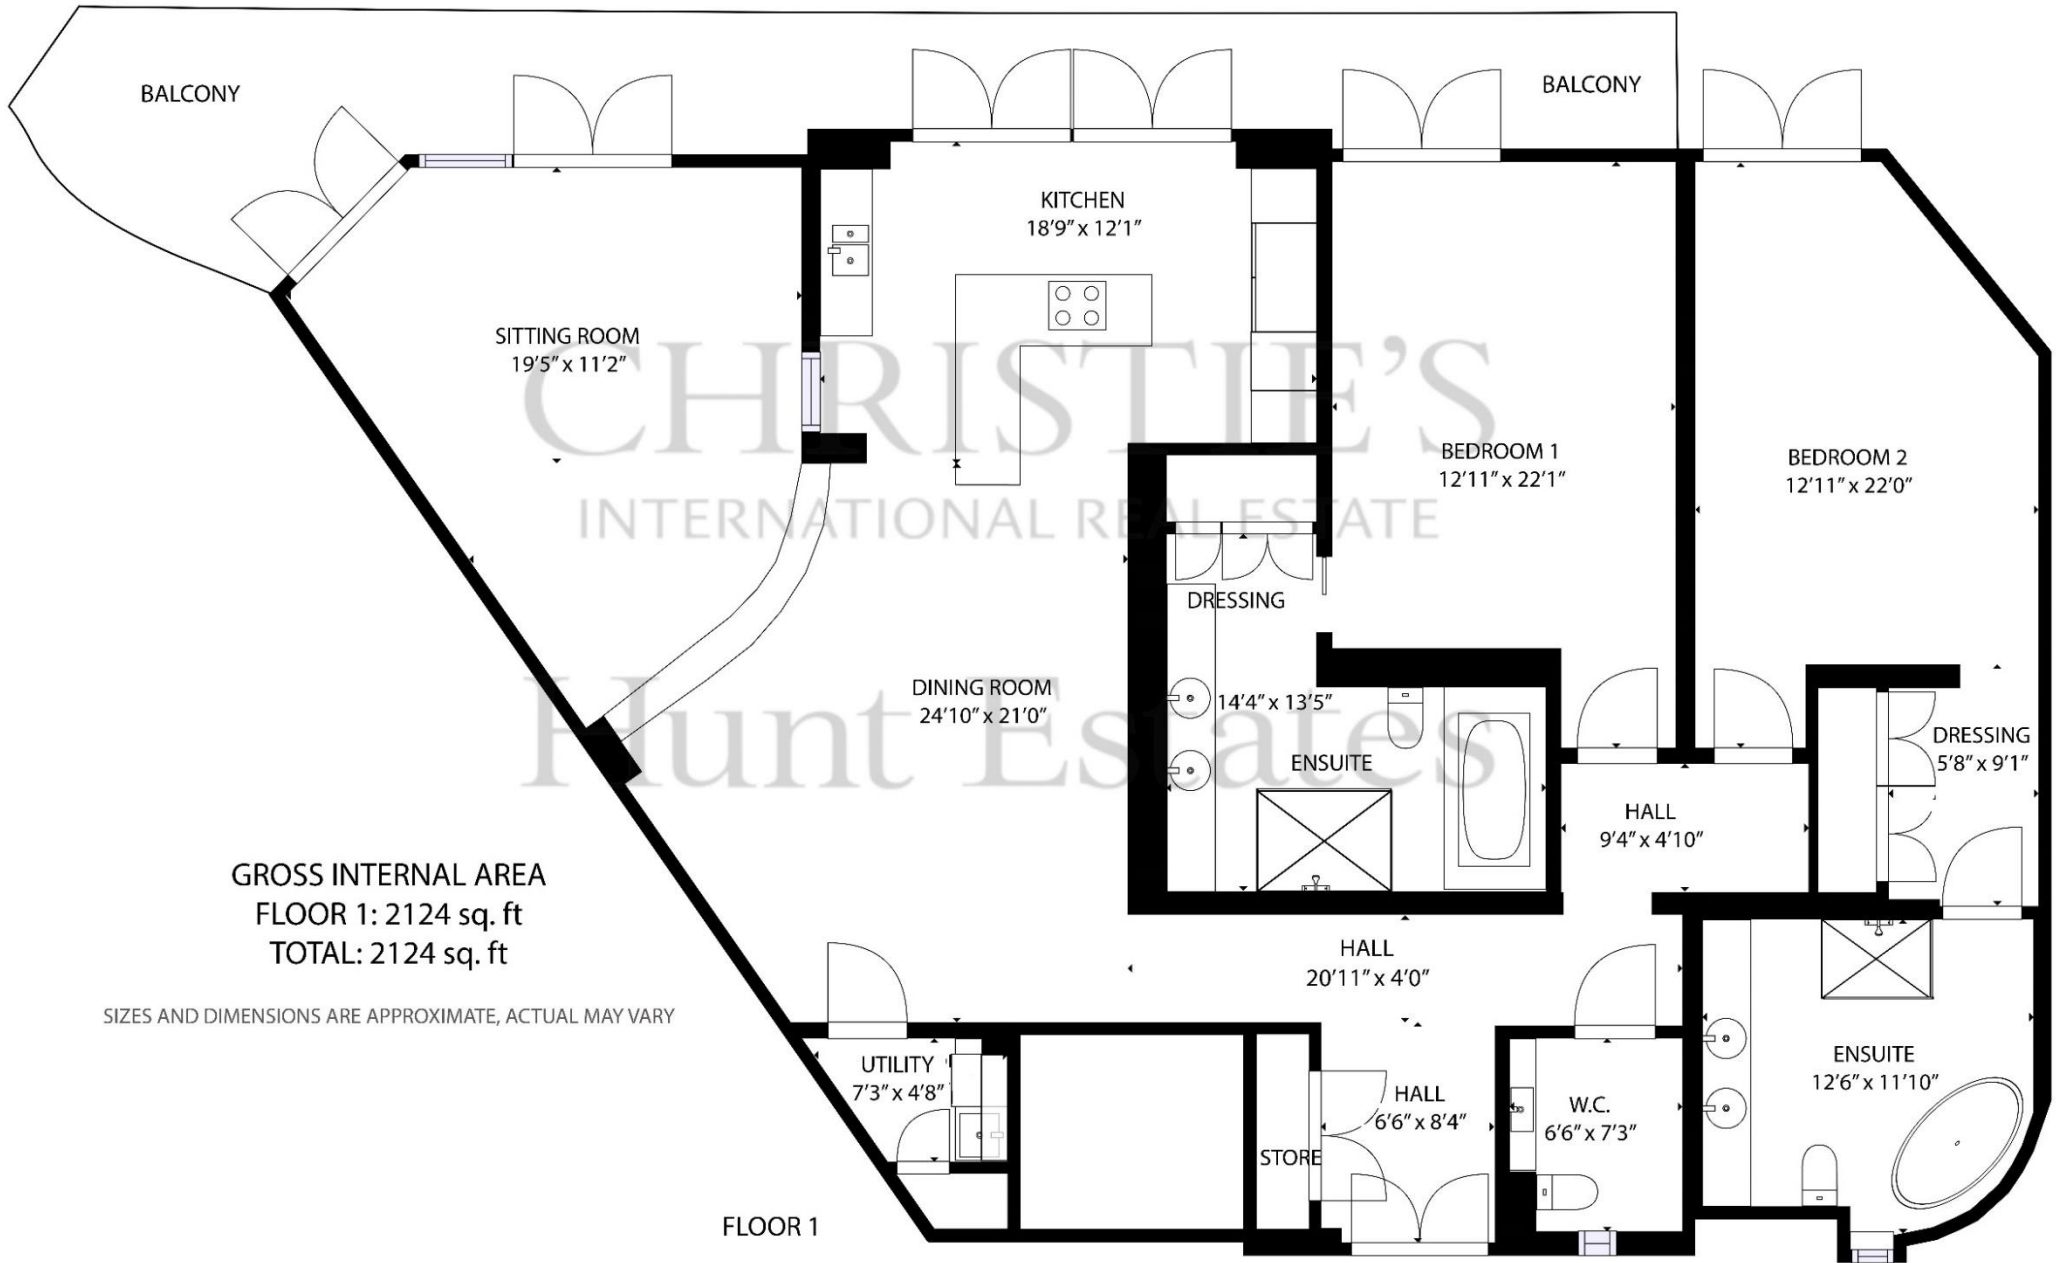 BALCONY
BALCONY
KITCHEN
18'9" x 12'1"
SITTING ROOM
19'5" x 11'2"
CHRISTIE'S
INTERNATIONAL REAL ESTATE
BEDROOM 1
12'11" x 22'1"
BEDROOM 2
12'11" x 22'0"
DRESSING
DINING ROOM
24'10" x 21'0"
14'4" x 13'5"
Hunt Estates
ENSUITE
DRESSING
5'8" x 9'1"
HALL
9'4" x 4'10"
GROSS INTERNAL AREA
FLOOR 1: 2124 sq. ft
TOTAL: 2124 sq. ft
HALL
20'11" x 4'0"
SIZES AND DIMENSIONS ARE APPROXIMATE, ACTUAL MAY VARY
UTILITY
7'3" x 4'8"
HALL
6'6" x 8'4"
W.C.
6'6" x 7'3"
ENSUITE
12'6" x 11'10"
STORE
FLOOR 1